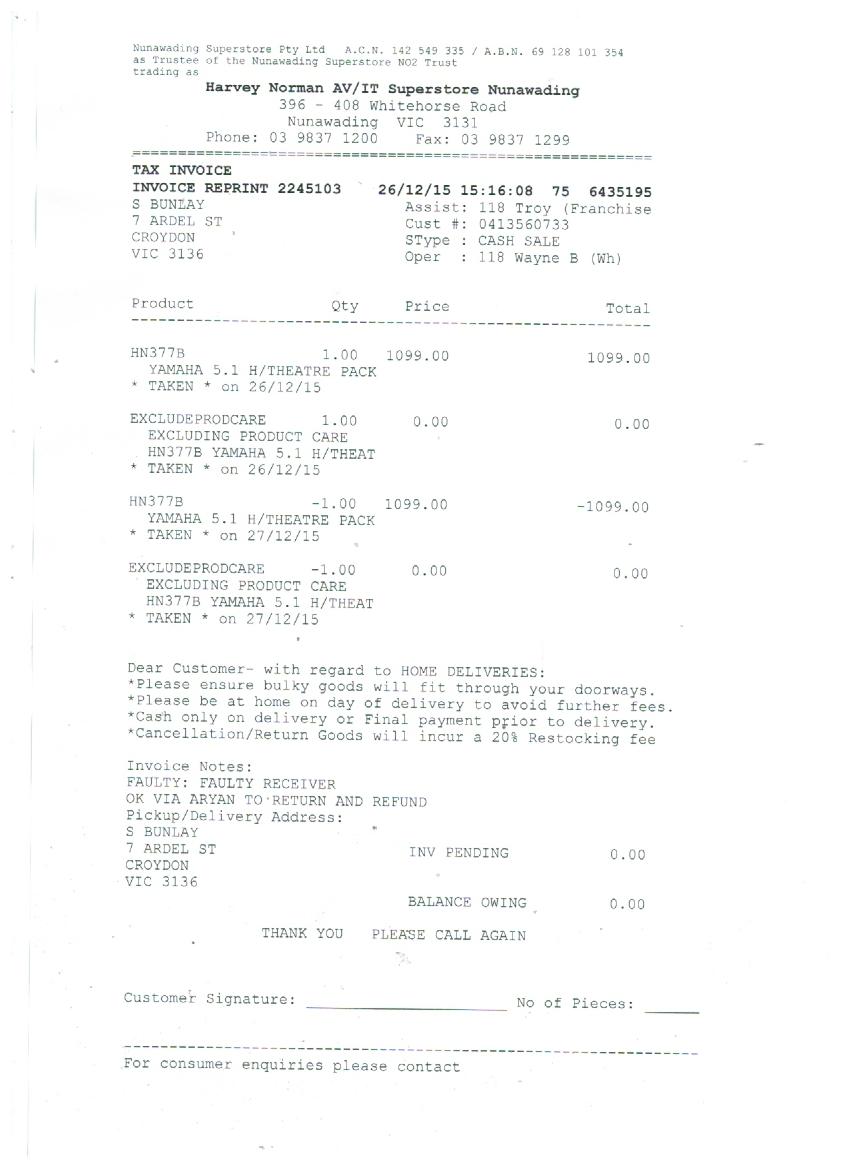 Nunawading Superstore Pty Ltd A.C.N. 142 549 335 / A.B.N. 69 128 101 354
as Trustee of the Nunawading Superstore NO2 Trust
trading as
Harvey Norman AV/IT Superstore Nunawading
396 - 408 Whitehorse Road
Nunawading VIC 3131
Phone: 03 9837 1200 Fax: 03 9837 1299
TAX INVOICE
INVOICE REPRINT 2245103 26/12/15 15:16:08 75 6435195
S BUNLAY Assist: 118 Troy (Franchise
7 ARDEL ST Cust #: 0413560733
CROYDON SType : CASH SALE
VIC 3136 Oper : 118 Wayne B (Wh)
Product Qty Price Total
HN377B 1.00 1099.00 1099.00
YAMAHA 5.1 H/THEATRE PACK
* TAKEN * on 26/12/15
EXCLUDEPRODCARE 1.00 0.00 0.00
EXCLUDING PRODUCT CARE
HN377B YAMAHA 5.1 H/THEAT
* TAKEN * on 26/12/15
HN377B -1.00 1099.00 -1099.00
YAMAHA 5.1 H/THEATRE PACK
* TAKEN * on 27/12/15
EXCLUDEPRODCARE -1.00 0.00 0.00
EXCLUDING PRODUCT CARE
HN377B YAMAHA 5.1 H/THEAT
* TAKEN * on 27/12/15
Dear Customer- with regard to HOME DELIVERIES:
*Please ensure bulky goods will fit through your doorways.
*Please be at home on day of delivery to avoid further fees.
*Cash only on delivery or Final payment prior to delivery.
*Cancellation/Return Goods will incur a 20% Restocking fee
Invoice Notes:
FAULTY: FAULTY RECEIVER
OK VIA ARYAN TO RETURN AND REFUND
Pickup/Delivery Address:
S BUNLAY
7 ARDEL ST INV PENDING 0.00
CROYDON
VIC 3136
BALANCE OWING 0.00
THANK YOU PLEASE CALL AGAIN
Customer Signature: No of Pieces:
For consumer enquiries please contact